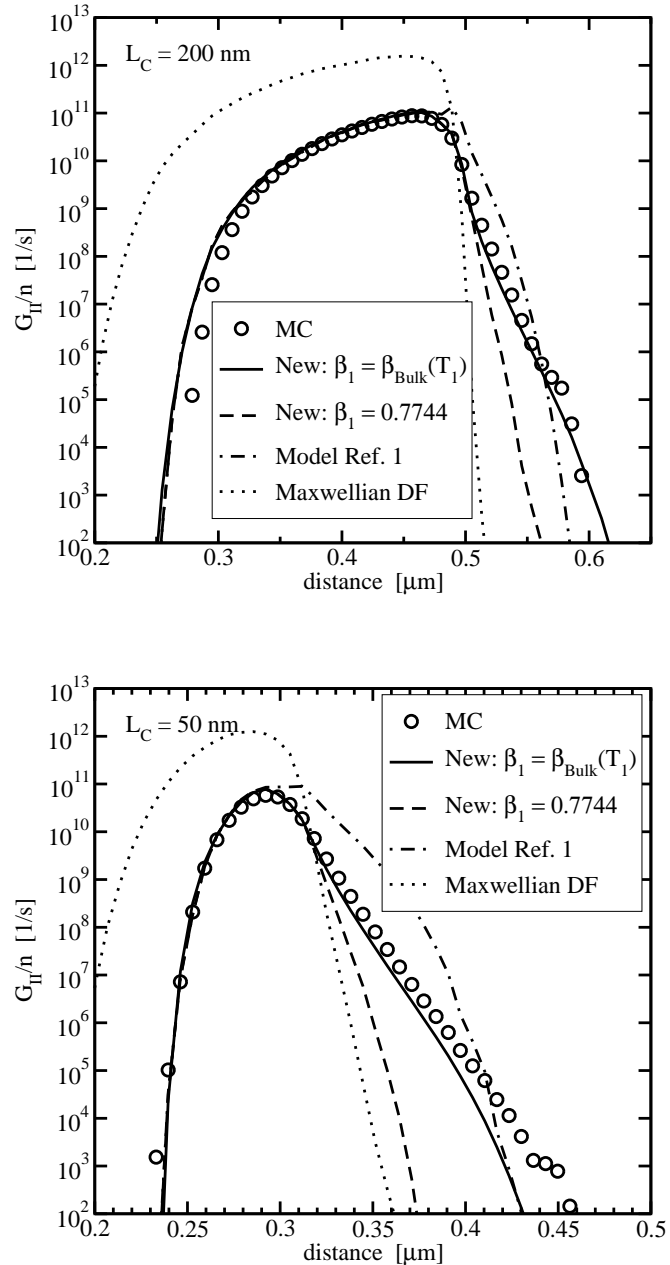 10^13
L_C = 200 nm
10^12
10^11
10^10
10^9
10^8
10^7
10^6
10^5
10^4
10^3
10^2
G_II/n [1/s]
MC
New: β_1 = β_Bulk(T_1)
New: β_1 = 0.7744
Model Ref. 1
Maxwellian DF
0.2 0.3 0.4 0.5 0.6
distance [μm]
10^13
L_C = 50 nm
10^12
10^11
10^10
10^9
10^8
10^7
10^6
10^5
10^4
10^3
10^2
G_II/n [1/s]
MC
New: β_1 = β_Bulk(T_1)
New: β_1 = 0.7744
Model Ref. 1
Maxwellian DF
0.2 0.25 0.3 0.35 0.4 0.45 0.5
distance [μm]